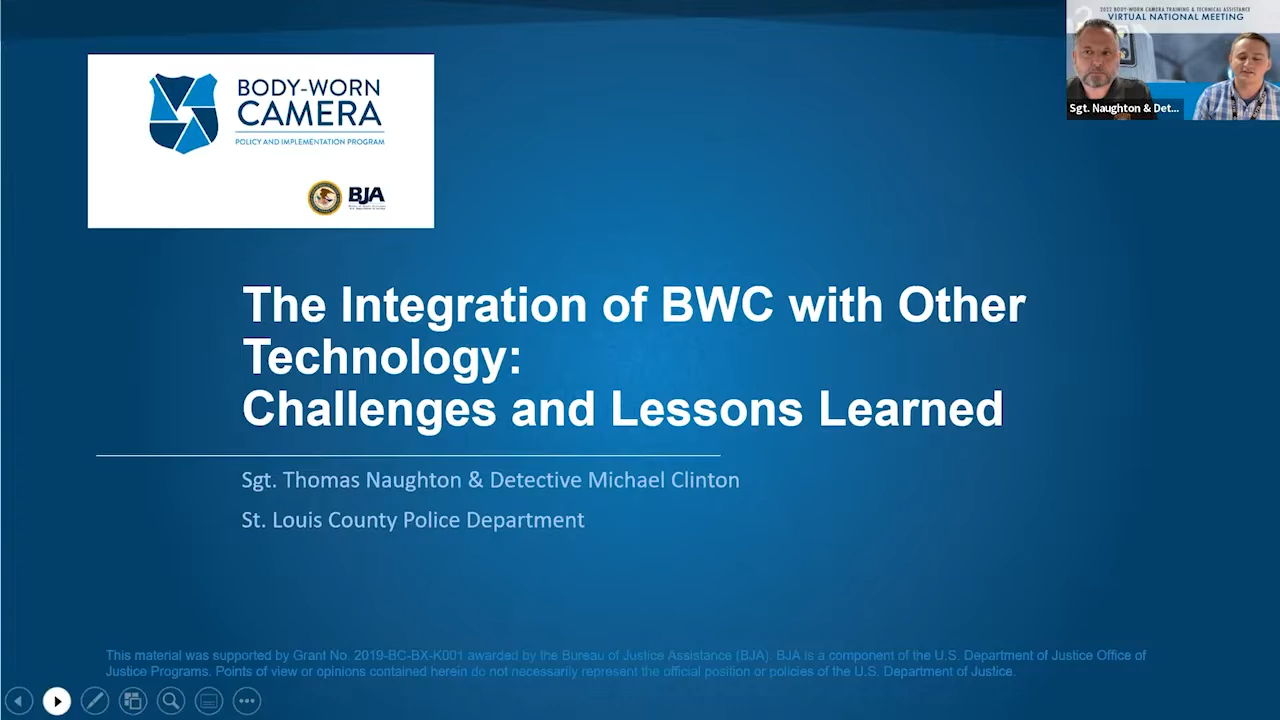 2022 BODY-WORN CAMERA TRAINING & TECHNICAL ASSISTANCE
VIRTUAL NATIONAL MEETING
Sgt. Naughton & Det...
BODY-WORN
CAMERA
POLICY AND IMPLEMENTATION PROGRAM
BJA
The Integration of BWC with Other
Technology:
Challenges and Lessons Learned
Sgt. Thomas Naughton & Detective Michael Clinton
St. Louis County Police Department
This material was supported by Grant No. 2019-BC-BX-K001 awarded by the Bureau of Justice Assistance (BJA). BJA is a component of the U.S. Department of Justice Office of
Justice Programs. Points of view or opinions contained herein do not necessarily represent the official position or policies of the U.S. Department of Justice.